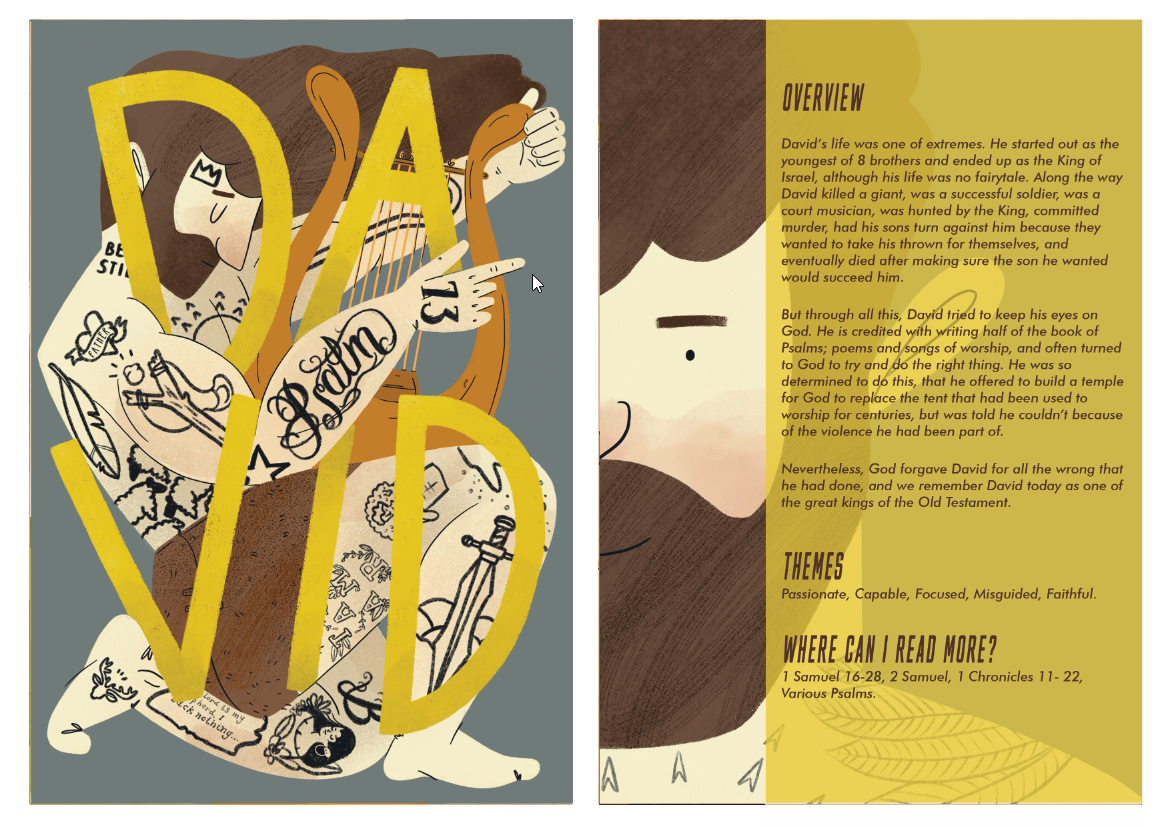 DAVID
BE
STIL
FATHER
73
Psalm
herd is my
pherd, I
ck nothing...
OVERVIEW
David's life was one of extremes. He started out as the
youngest of 8 brothers and ended up as the King of
Israel, although his life was no fairytale. Along the way
David killed a giant, was a successful soldier, was a
court musician, was hunted by the King, committed
murder, had his sons turn against him because they
wanted to take his thrown for themselves, and
eventually died after making sure the son he wanted
would succeed him.
But through all this, David tried to keep his eyes on
God. He is credited with writing half of the book of
Psalms; poems and songs of worship, and often turned
to God to try and do the right thing. He was so
determined to do this, that he offered to build a temple
for God to replace the tent that had been used to
worship for centuries, but was told he couldn't because
of the violence he had been part of.
Nevertheless, God forgave David for all the wrong that
he had done, and we remember David today as one of
the great kings of the Old Testament.
THEMES
Passionate, Capable, Focused, Misguided, Faithful.
WHERE CAN I READ MORE?
1 Samuel 16-28, 2 Samuel, 1 Chronicles 11- 22,
Various Psalms.